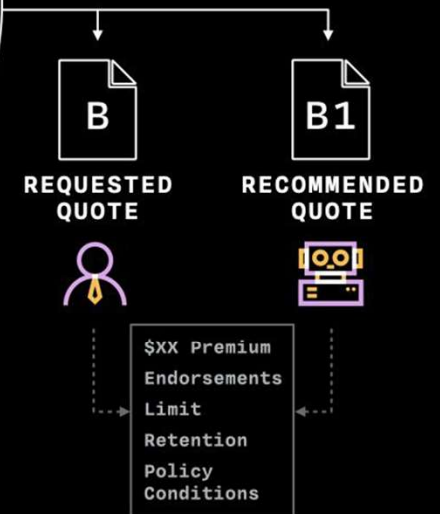 B
B1
REQUESTED
QUOTE
RECOMMENDED
QUOTE
$XX Premium
Endorsements
Limit
Retention
Policy
Conditions